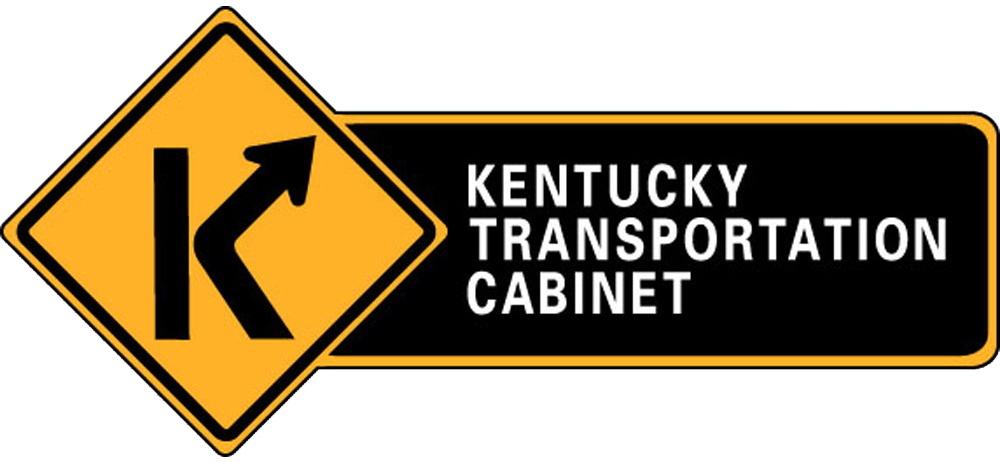 K
KENTUCKY
TRANSPORTATION
CABINET